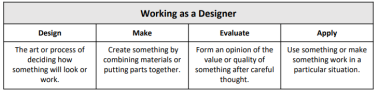 Working as a Designer
Design Make Evaluate Apply
The art or process of deciding how something will look or work.
Create something by combining materials or putting parts together.
Form an opinion of the value or quality of something after careful thought.
Use something or make something work in a particular situation.